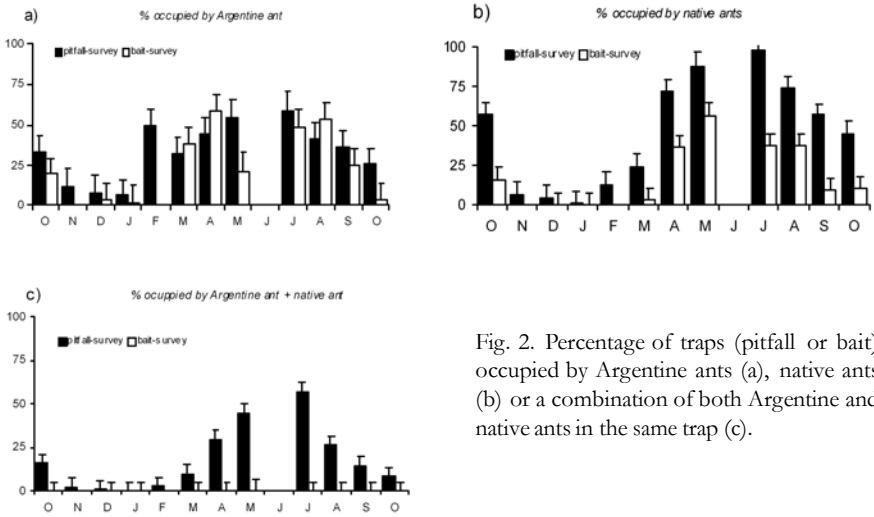 a)
% occupied by Argentine ant
pitfall-survey bait-survey
100
75
50
25
0
O N D J F M A M J J A S O
b)
% occupied by native ants
pitfall-survey bait-survey
100
75
50
25
0
O N D J F M A M J J A S O
c)
% ocuppied by Argentine ant + native ant
pitfall-survey bait-survey
100
75
50
25
0
O N D J F M A M J J A S O
Fig. 2. Percentage of traps (pitfall or bait)
occupied by Argentine ants (a), native ants
(b) or a combination of both Argentine and
native ants in the same trap (c).